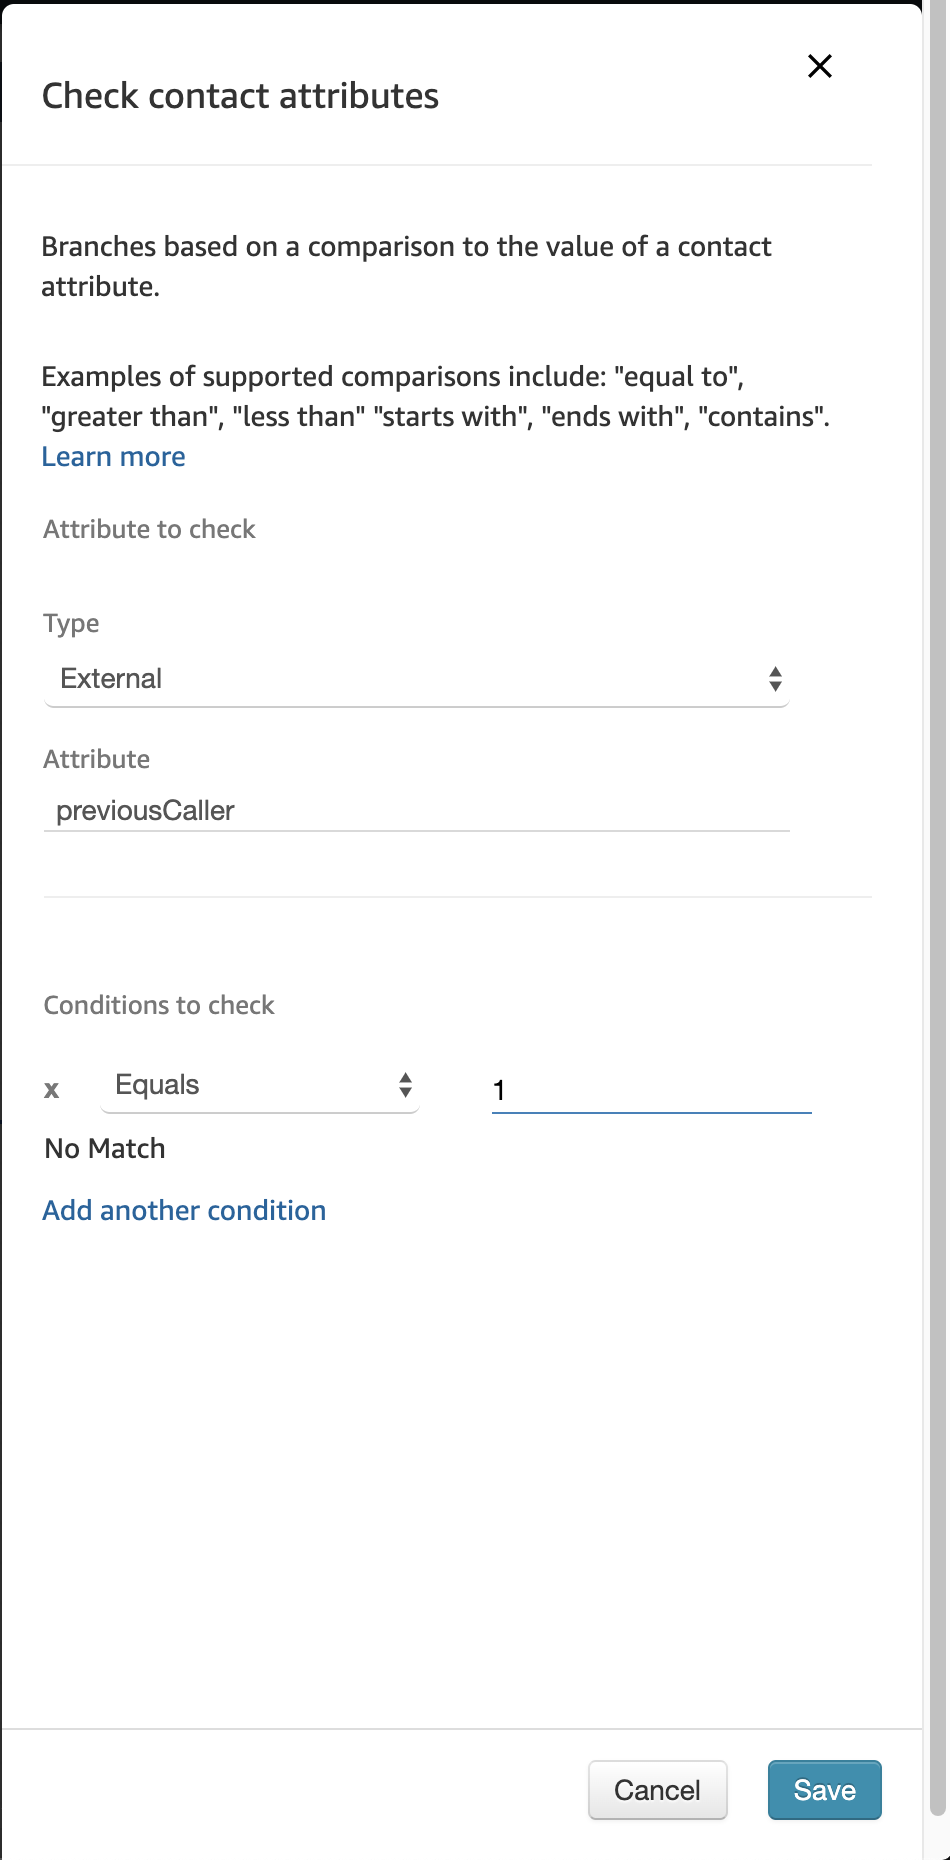 Check contact attributes
Branches based on a comparison to the value of a contact
attribute.
Examples of supported comparisons include: "equal to",
"greater than", "less than" "starts with", "ends with", "contains".
Learn more
Attribute to check
Type
External
Attribute
previousCaller
Conditions to check
x Equals 1
No Match
Add another condition
Cancel Save